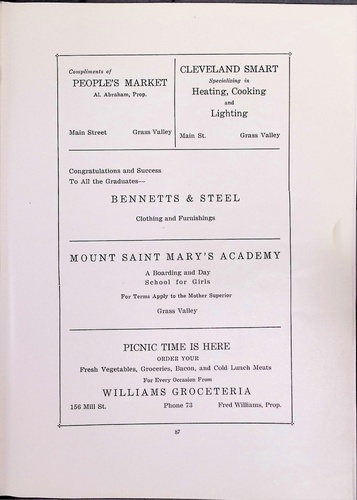 Compliments of
PEOPLE'S MARKET
Al. Abraham, Prop.
Main Street Grass Valley
CLEVELAND SMART
Specializing in
Heating, Cooking
and
Lighting
Main St. Grass Valley
Congratulations and Success
To All the Graduates—
BENNETTS & STEEL
Clothing and Furnishings
MOUNT SAINT MARY'S ACADEMY
A Boarding and Day
School for Girls
For Terms Apply to the Mother Superior
Grass Valley
PICNIC TIME IS HERE
ORDER YOUR
Fresh Vegetables, Groceries, Bacon, and Cold Lunch Meats
For Every Occasion From
WILLIAMS GROCETERIA
156 Mill St. Phone 73 Fred Williams, Prop.
87